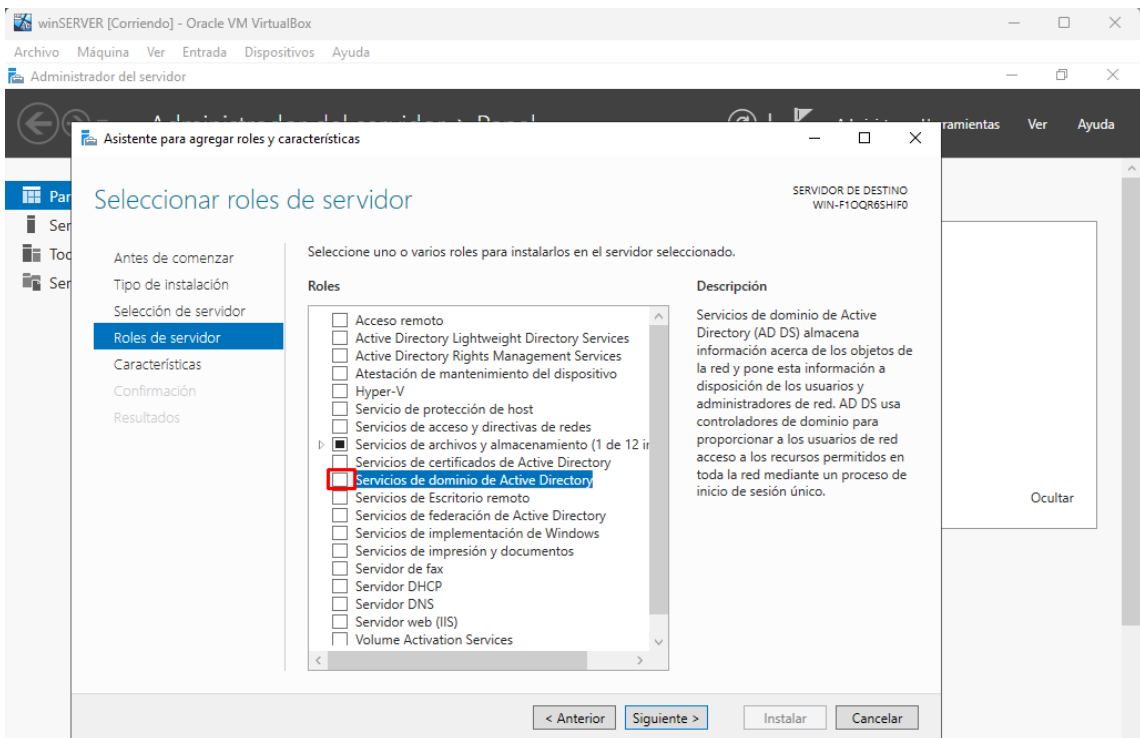 winSERVER [Corriendo] - Oracle VM VirtualBox
Archivo Máquina Ver Entrada Dispositivos Ayuda
Administrador del servidor
Ver Ayuda
Asistente para agregar roles y características
Seleccionar roles de servidor
SERVIDOR DE DESTINO
WIN-F1OQR6SHIF0
Antes de comenzar
Tipo de instalación
Selección de servidor
Roles de servidor
Características
Confirmación
Resultados
Seleccione uno o varios roles para instalarlos en el servidor seleccionado.
Roles
Acceso remoto
Active Directory Lightweight Directory Services
Active Directory Rights Management Services
Atestación de mantenimiento del dispositivo
Hyper-V
Servicio de protección de host
Servicios de acceso y directivas de redes
Servicios de archivos y almacenamiento (1 de 12 in
Servicios de certificados de Active Directory
Servicios de dominio de Active Directory
Servicios de Escritorio remoto
Servicios de federación de Active Directory
Servicios de implementación de Windows
Servicios de impresión y documentos
Servidor de fax
Servidor DHCP
Servidor DNS
Servidor web (IIS)
Volume Activation Services
Descripción
Servicios de dominio de Active
Directory (AD DS) almacena
información acerca de los objetos de
la red y pone esta información a
disposición de los usuarios y
administradores de red. AD DS usa
controladores de dominio para
proporcionar a los usuarios de red
acceso a los recursos permitidos en
toda la red mediante un proceso de
inicio de sesión único.
Ocultar
< Anterior
Siguiente >
Instalar
Cancelar